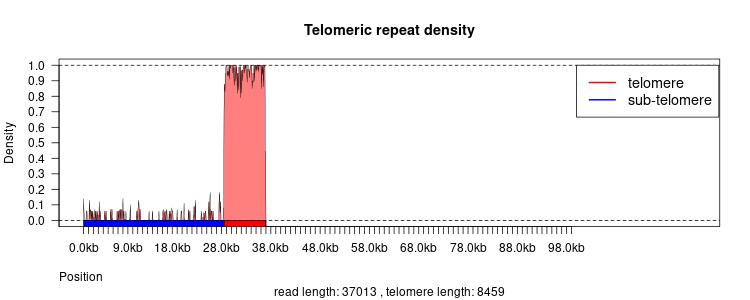 Telomeric repeat density
Density
1.0
0.9
0.8
0.7
0.6
0.5
0.4
0.3
0.2
0.1
0.0
telomere
sub-telomere
0.0kb 9.0kb 18.0kb 28.0kb 38.0kb 48.0kb 58.0kb 68.0kb 78.0kb 88.0kb 98.0kb
Position
read length: 37013 , telomere length: 8459